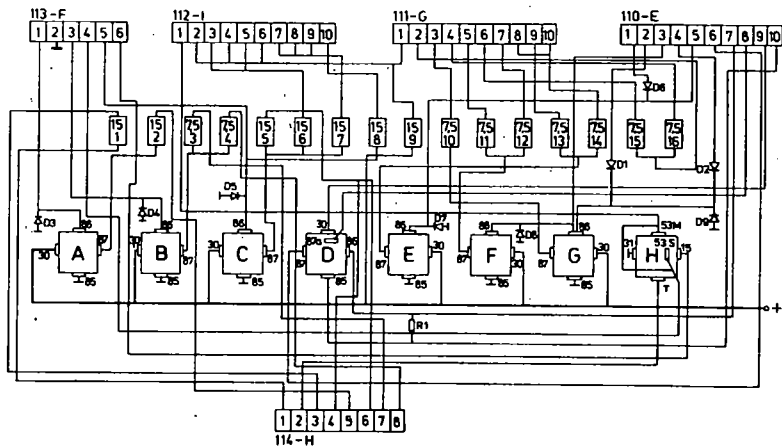 113-F 112-I 111-G 110-E
1 2 3 4 5 6
1 2 3 4 5 6 7 8 9 10
1 2 3 4 5 6 7 8 9 10
1 2 3 4 5 6 7 8 9 10
D6
15 1
15 2
7,5 3
7,5 4
15 5
15 6
15 7
15 8
15 9
7,5 10
7,5 11
7,5 12
7,5 13
7,5 14
7,5 15
7,5 16
D1 D2
D3 D4 D5 D7 D8 D9
86 30 A 87 85
86 30 B 87 85
86 30 C 87 85
30 87a 87 D 86 85
86 87 E 30 85
86 87 F 30 85
86 87 G 30 85
53M 31 H 53S 15 T
+
R1
1 2 3 4 5 6 7 8
114-H